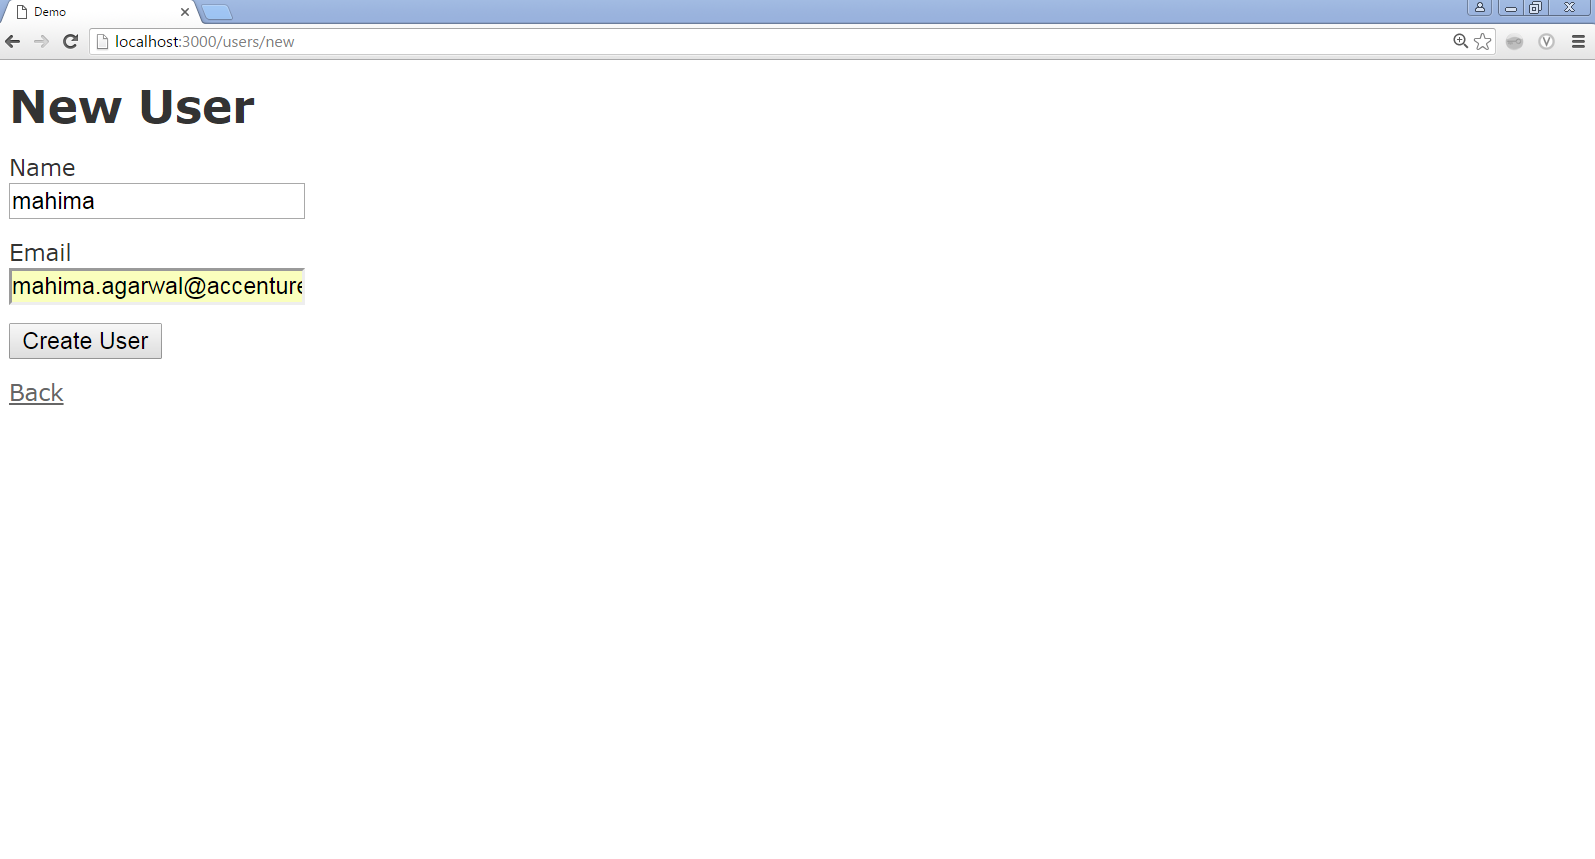 Demo
localhost:3000/users/new
New User
Name
mahima
Email
mahima.agarwal@accenture
Create User
Back